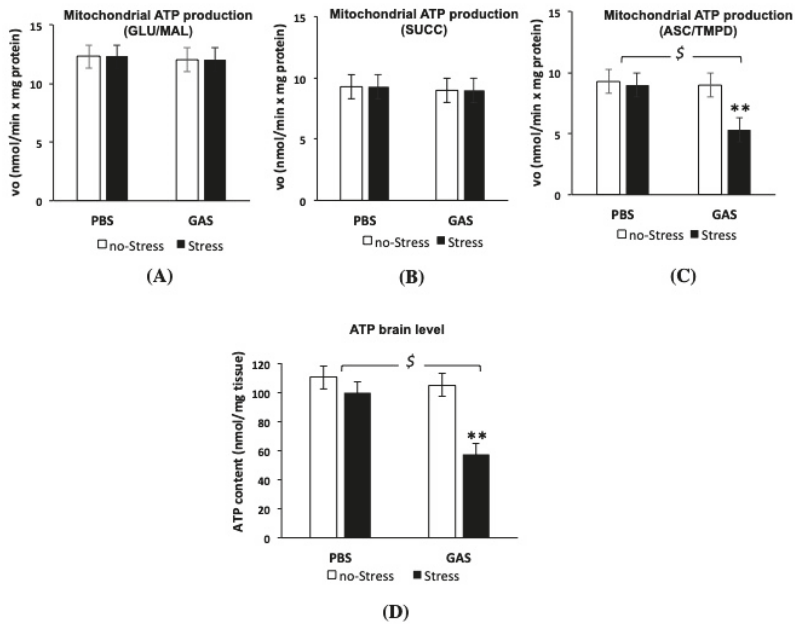 Mitochondrial ATP production
(GLU/MAL)
vo (nmol/min x mg protein)
15
10
5
0
PBS
GAS
no-Stress
Stress
(A)
Mitochondrial ATP production
(SUCC)
vo (nmol/min x mg protein)
15
10
5
0
PBS
GAS
no-Stress
Stress
(B)
Mitochondrial ATP production
(ASC/TMPD)
vo (nmol/min x mg protein)
15
10
5
0
$
**
PBS
GAS
no-Stress
Stress
(C)
ATP brain level
ATP content (nmol/mg tissue)
120
100
80
60
40
20
0
$
**
PBS
GAS
no-Stress
Stress
(D)